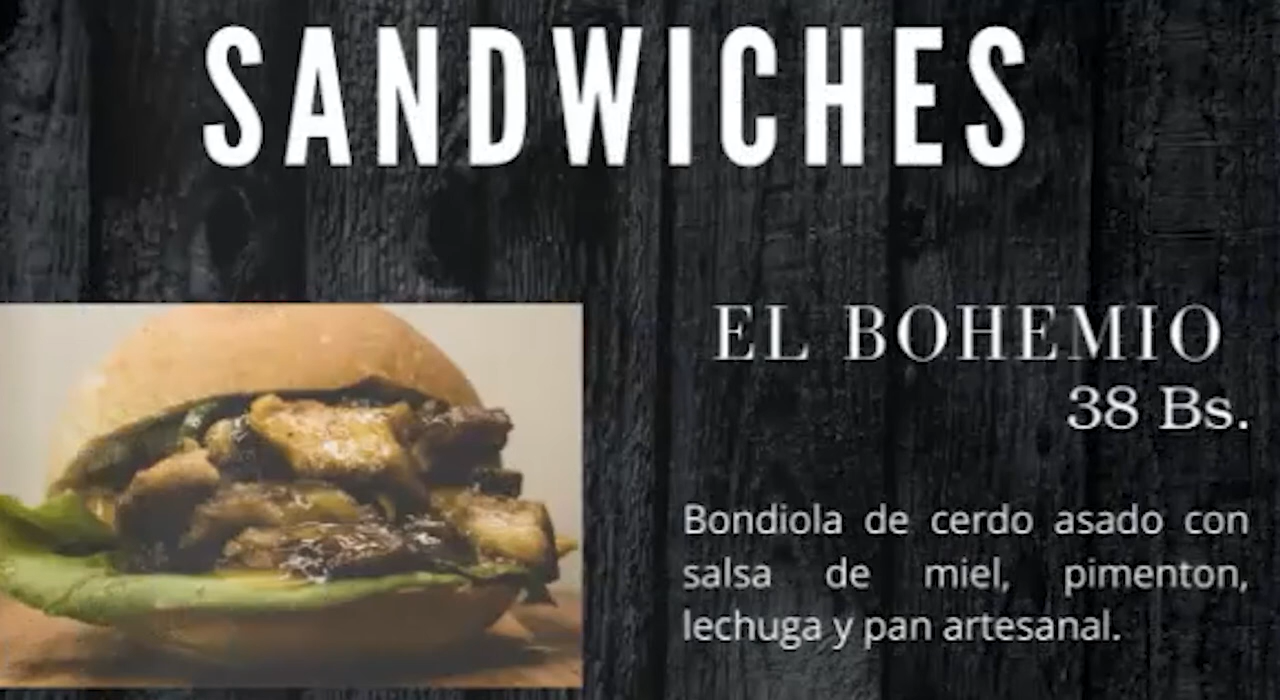 SANDWICHES
EL BOHEMIO
38 Bs.
Bondiola de cerdo asado con
salsa de miel, pimenton,
lechuga y pan artesanal.